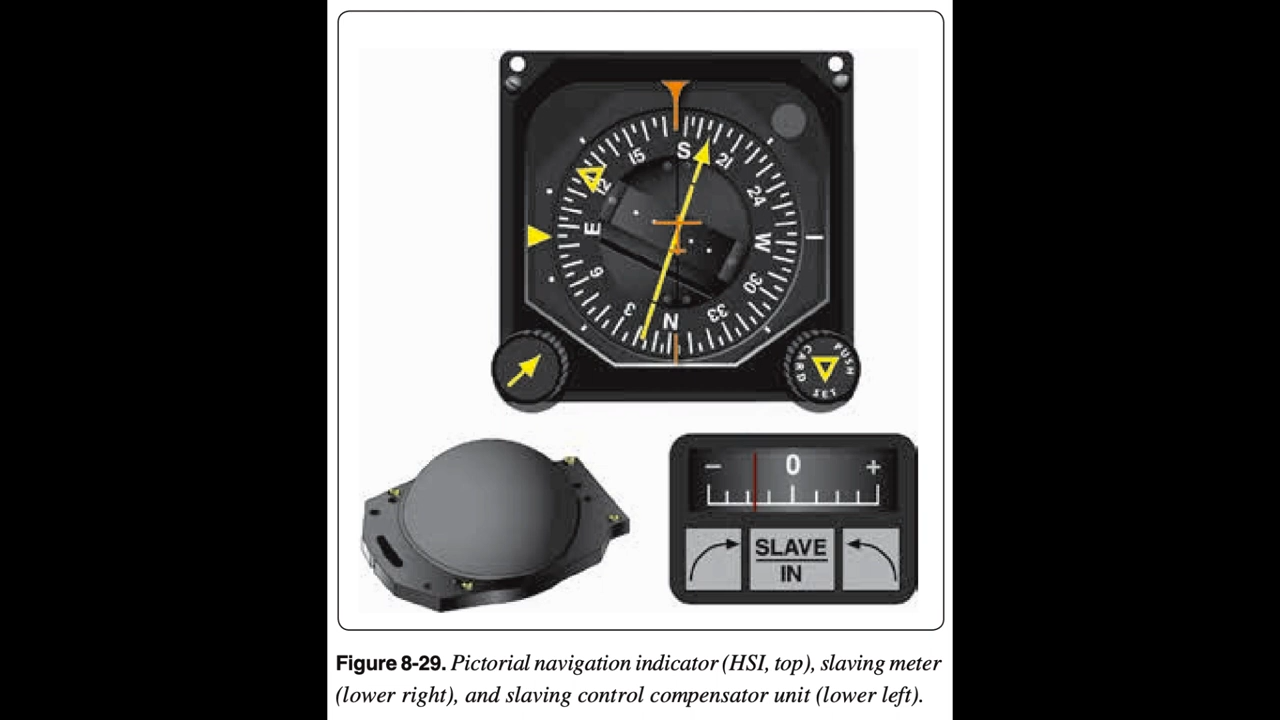 S
21
24
W
30
33
N
3
6
E
12
15
PUSH
CARD
SET
− 0 +
SLAVE
IN
Figure 8-29. Pictorial navigation indicator (HSI, top), slaving meter
(lower right), and slaving control compensator unit (lower left).